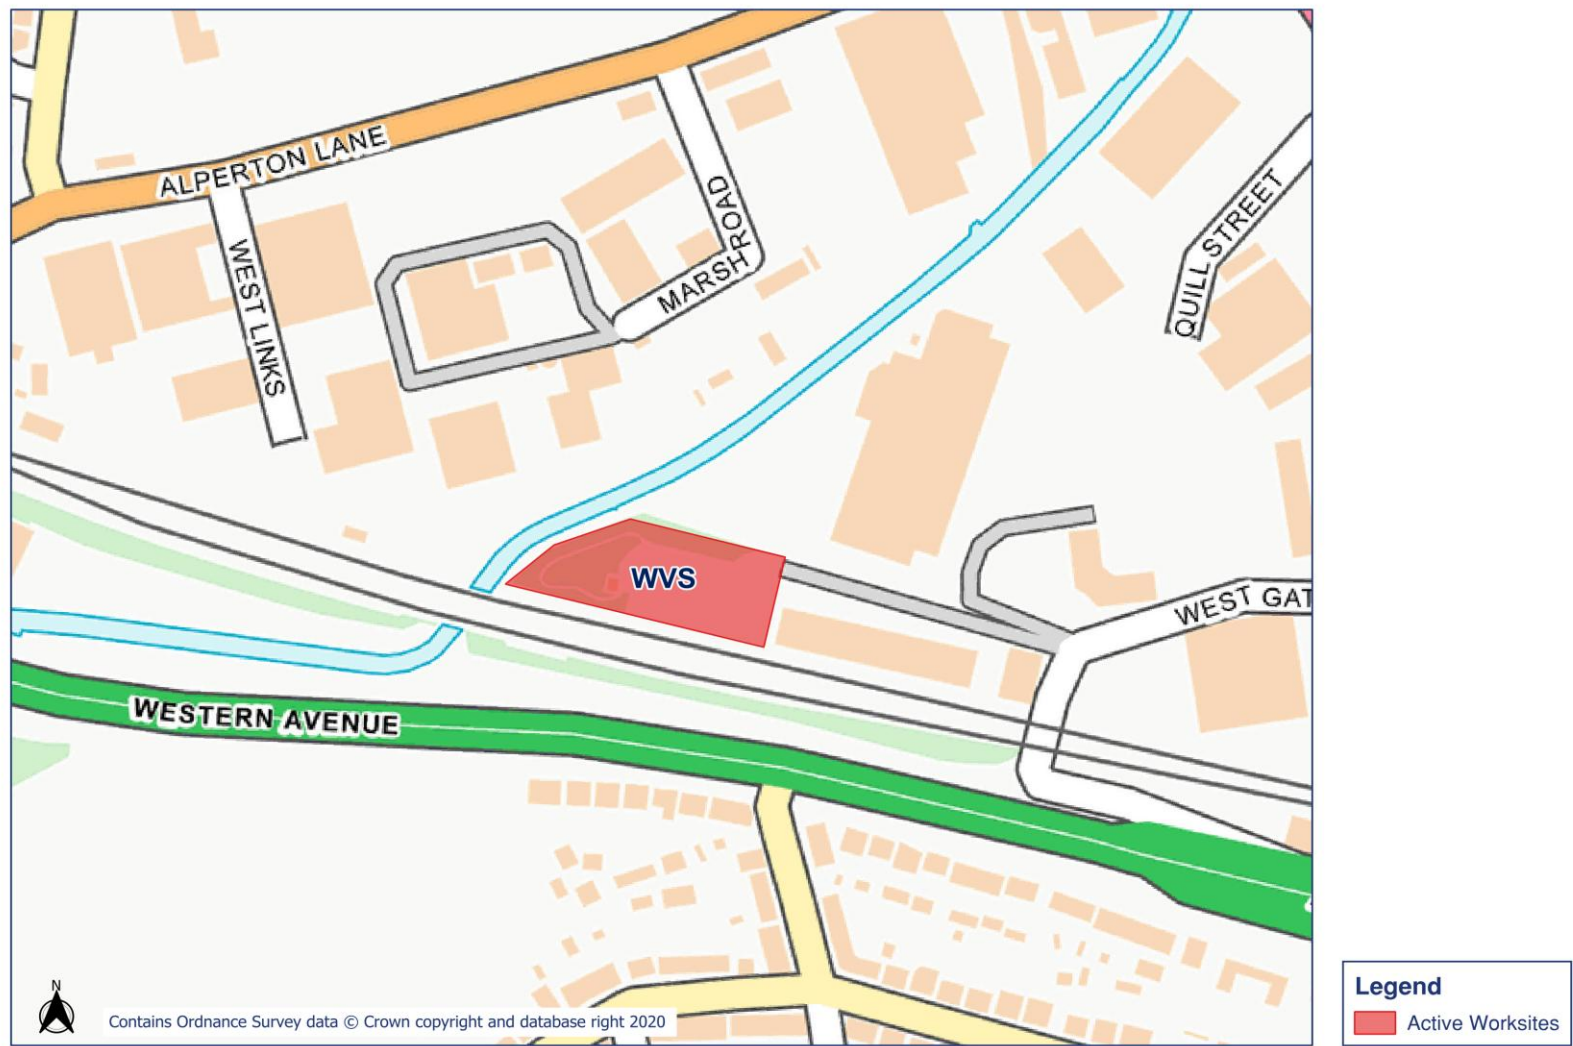 ALPERTON LANE
WEST LINKS
MARSH ROAD
QUILL STREET
WVS
WEST GAT
WESTERN AVENUE
N
Contains Ordnance Survey data © Crown copyright and database right 2020
Legend
Active Worksites